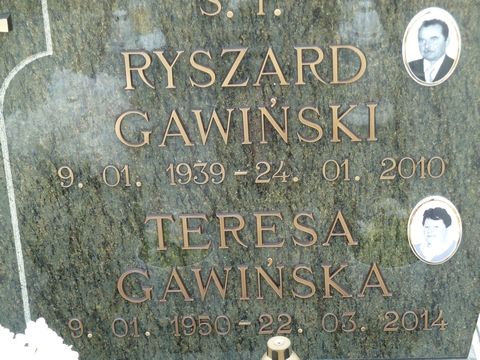 Ś. P.
RYSZARD
GAWIŃSKI
9. 01. 1939 - 24. 01. 2010
TERESA
GAWIŃSKA
9. 01. 1950 - 22. 03. 2014